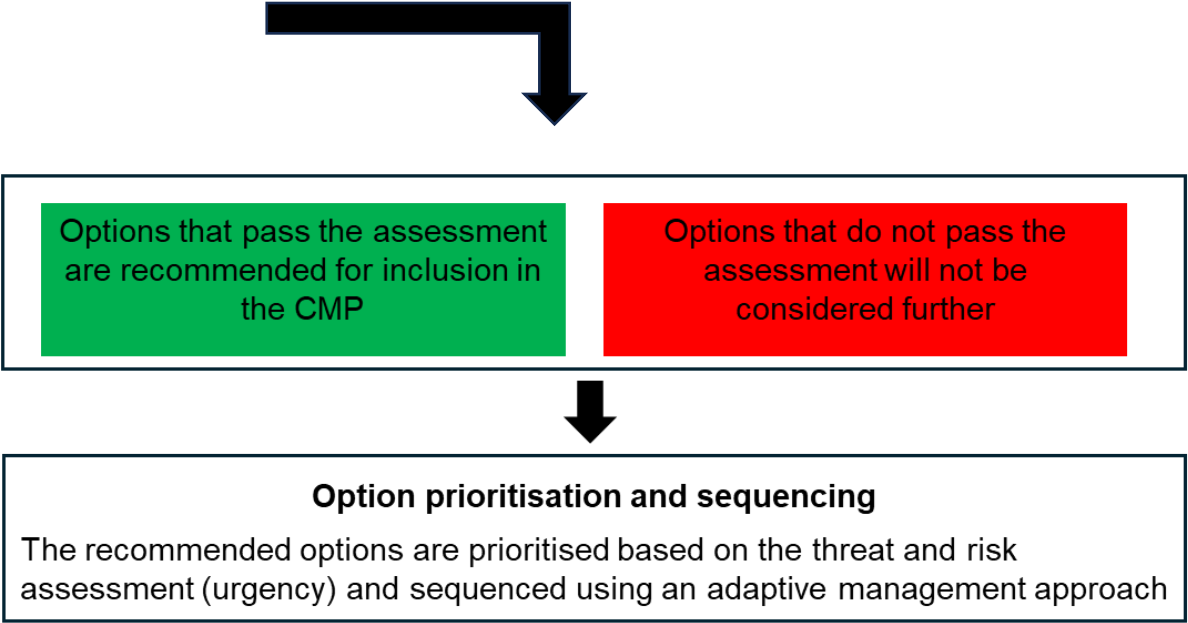 Options that pass the assessment
are recommended for inclusion in
the CMP
Options that do not pass the
assessment will not be
considered further
Option prioritisation and sequencing
The recommended options are prioritised based on the threat and risk
assessment (urgency) and sequenced using an adaptive management approach